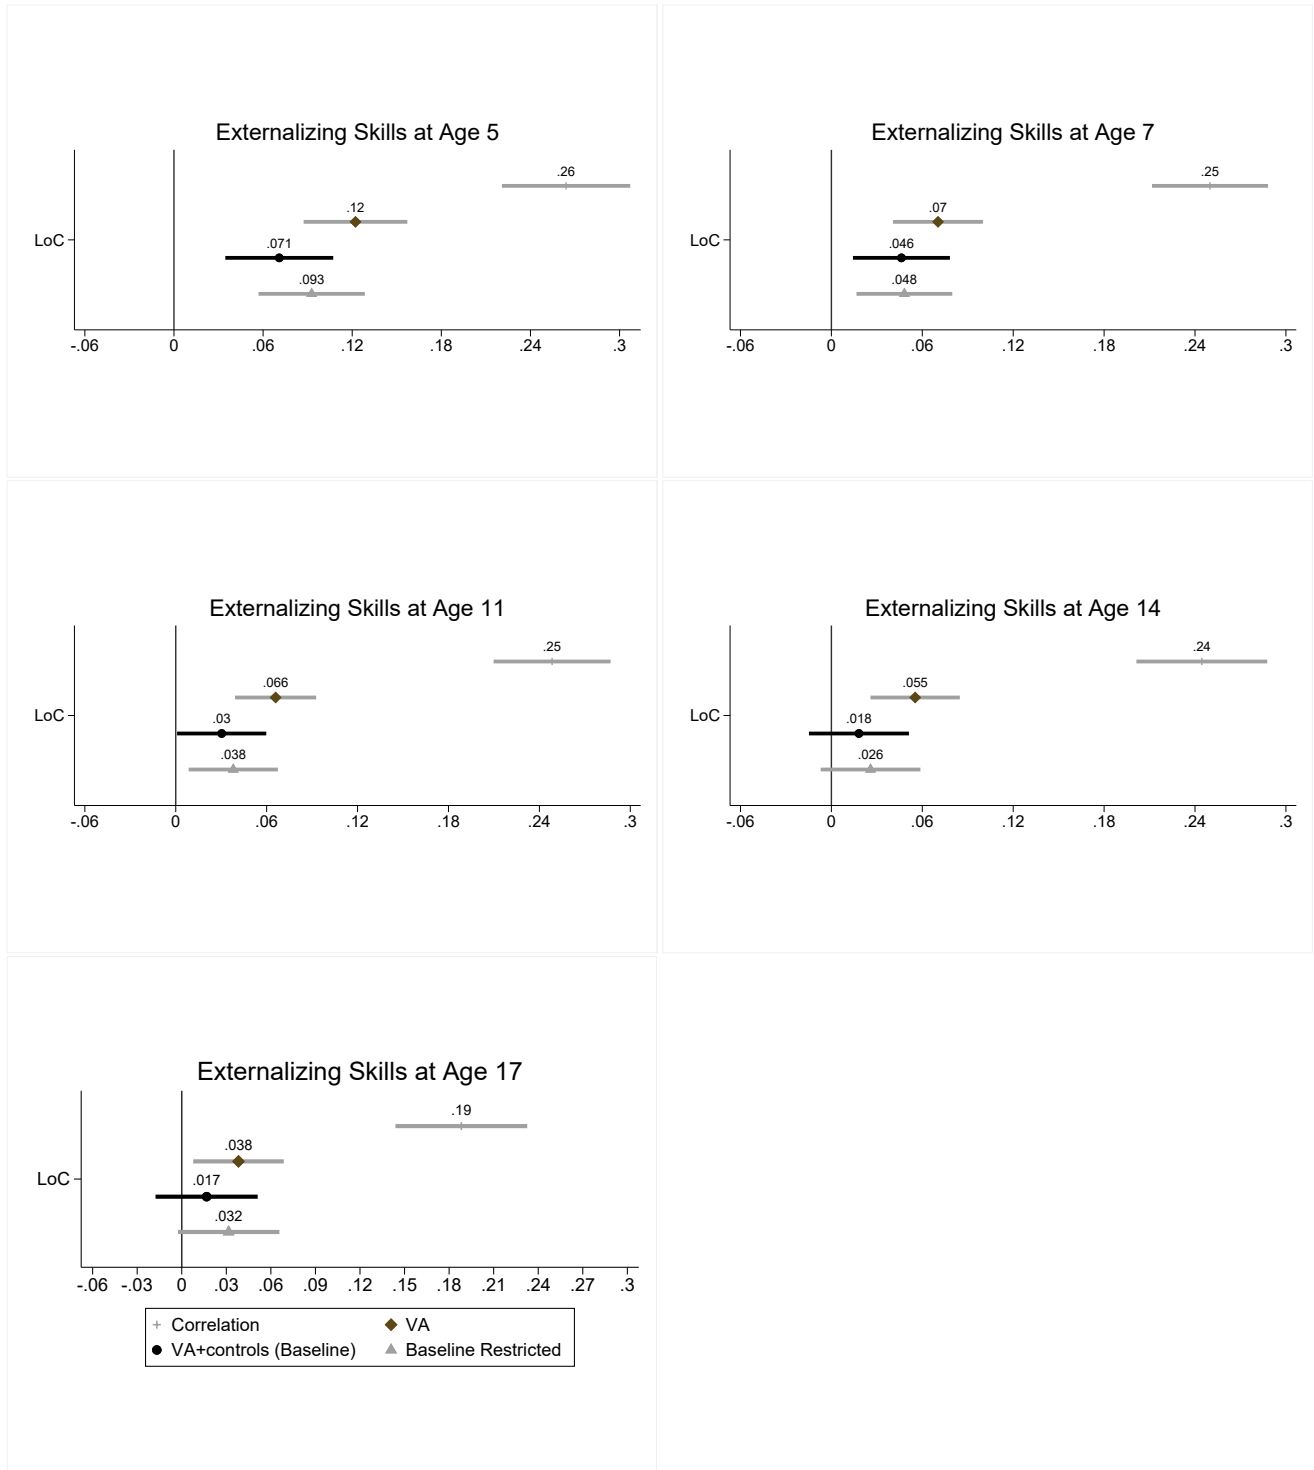 Externalizing Skills at Age 5
.26
.12
LoC
.071
.093
-.06 0 .06 .12 .18 .24 .3
Externalizing Skills at Age 7
.25
.07
LoC
.046
.048
-.06 0 .06 .12 .18 .24 .3
Externalizing Skills at Age 11
.25
.066
LoC
.03
.038
-.06 0 .06 .12 .18 .24 .3
Externalizing Skills at Age 14
.24
.055
LoC
.018
.026
-.06 0 .06 .12 .18 .24 .3
Externalizing Skills at Age 17
.19
.038
LoC
.017
.032
-.06 -.03 0 .03 .06 .09 .12 .15 .18 .21 .24 .27 .3
Correlation VA
VA+controls (Baseline) Baseline Restricted